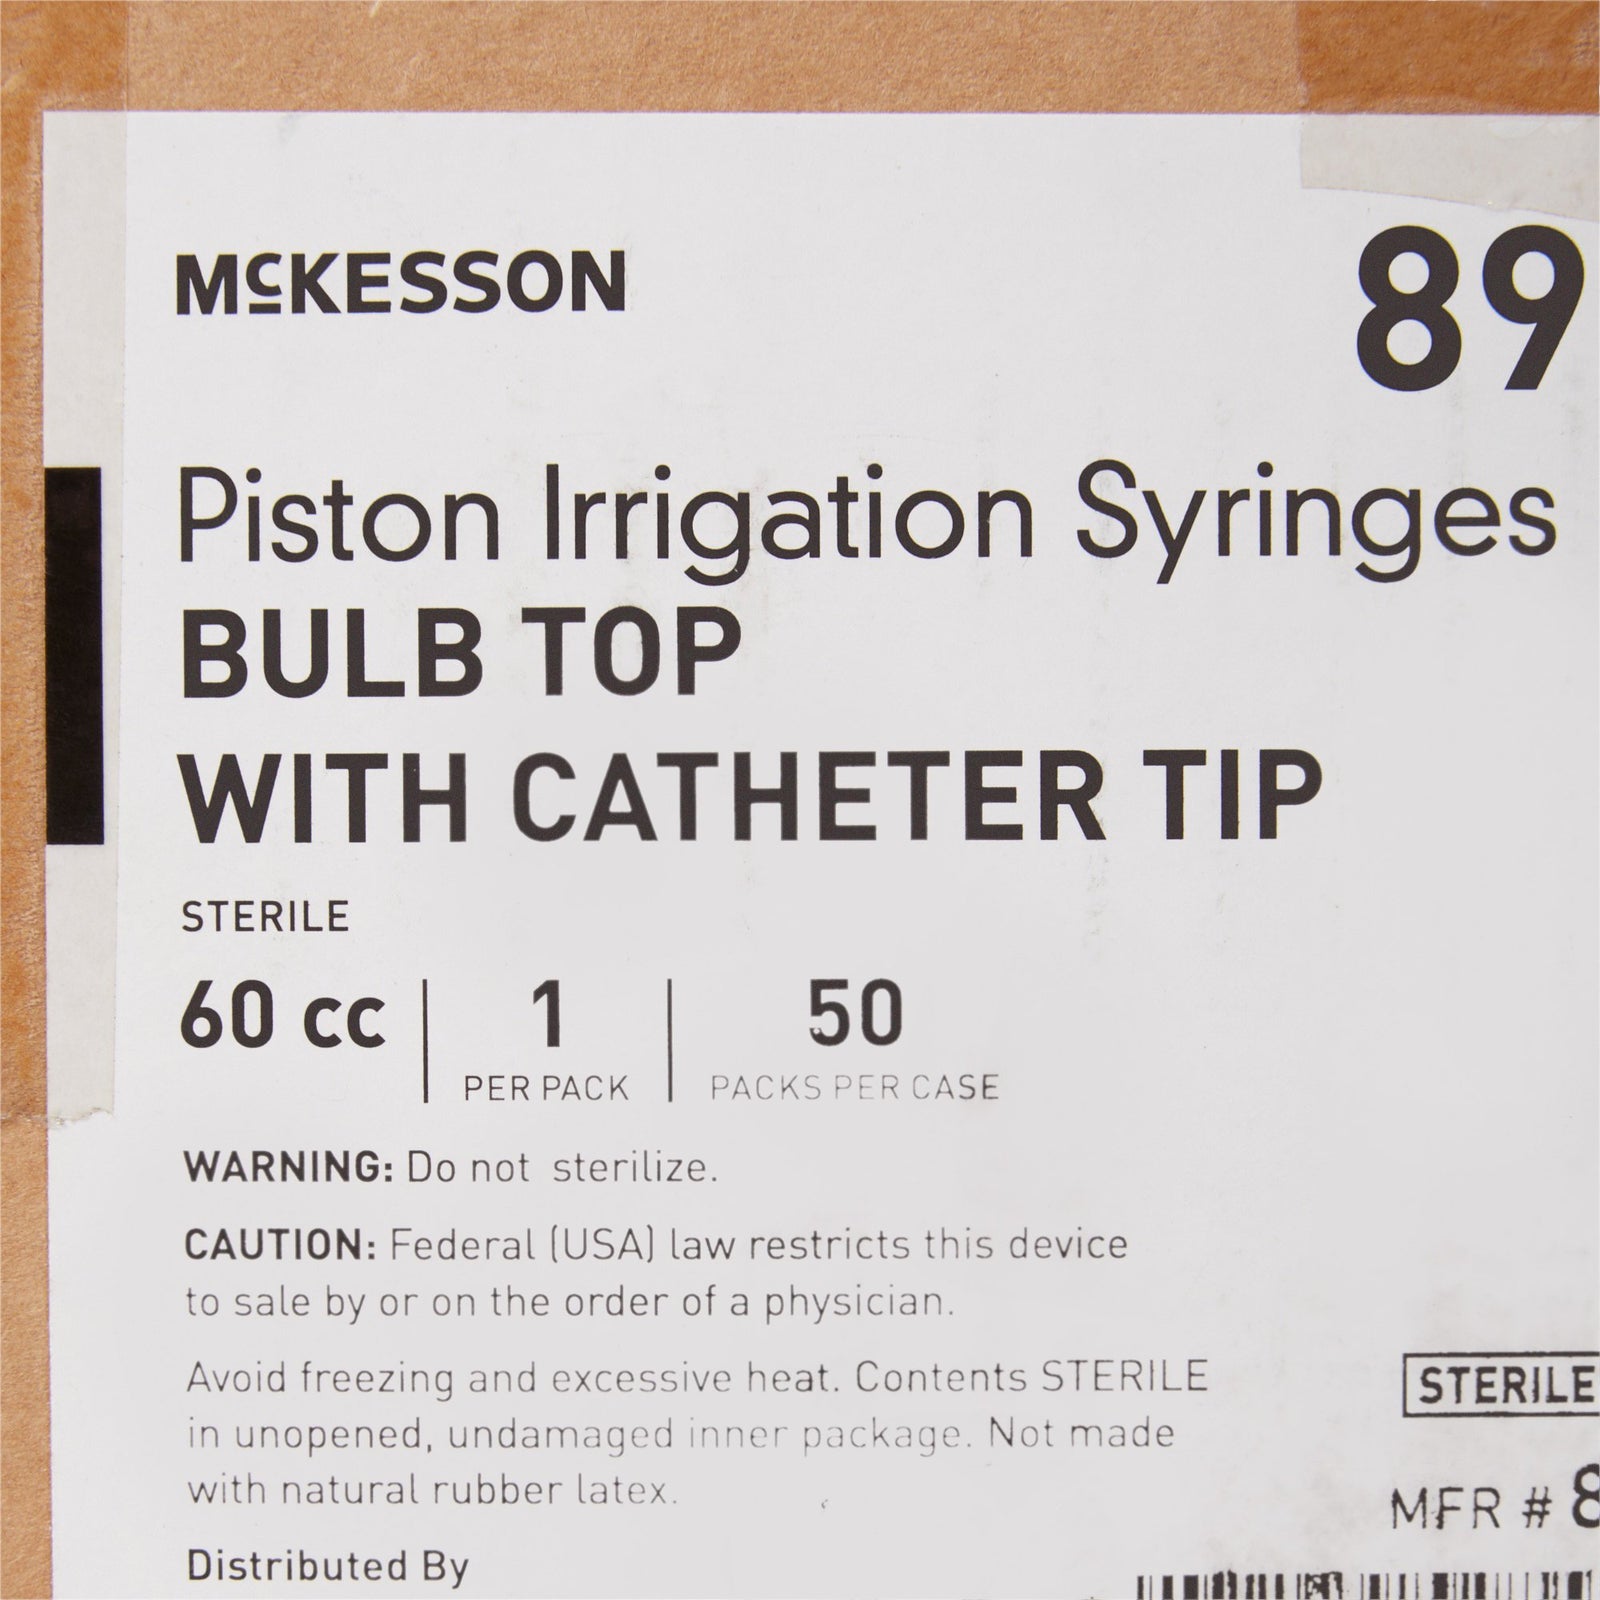 McKESSON
89
Piston Irrigation Syringes
BULB TOP
WITH CATHETER TIP
STERILE
60 cc
1
PER PACK
50
PACKS PER CASE
WARNING: Do not sterilize.
CAUTION: Federal (USA) law restricts this device
to sale by or on the order of a physician.
Avoid freezing and excessive heat. Contents STERILE
in unopened, undamaged inner package. Not made
with natural rubber latex.
STERILE
MFR # 8
Distributed By